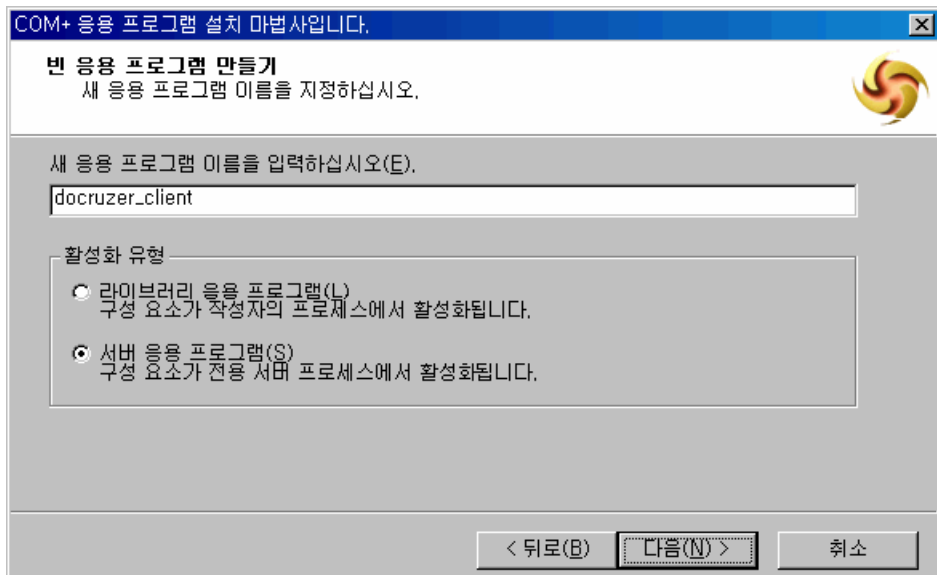 COM+ 응용 프로그램 설치 마법사입니다.
빈 응용 프로그램 만들기
새 응용 프로그램 이름을 지정하십시오.
새 응용 프로그램 이름을 입력하십시오(E).
docruzer_client
활성화 유형
라이브러리 응용 프로그램(L)
구성 요소가 작성자의 프로세스에서 활성화됩니다.
서버 응용 프로그램(S)
구성 요소가 전용 서버 프로세스에서 활성화됩니다.
< 뒤로(B) 다음(N) > 취소